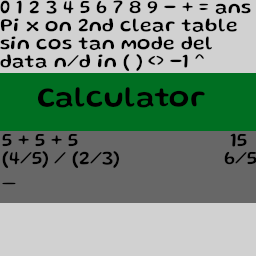 0 1 2 3 4 5 6 7 8 9 - + = ans
Pi x on 2nd clear table
sin cos tan mode del
data n/d in ( ) <> -1 ^
Calculator
5 + 5 + 5 15
(4/5) / (2/3) 6/5
_